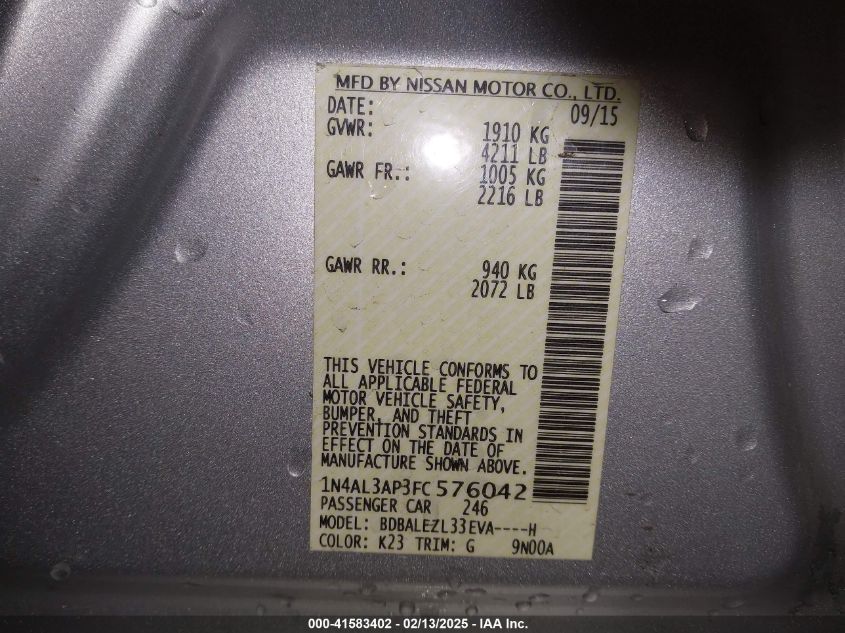 MFD BY NISSAN MOTOR CO., LTD.
DATE: 09/15
GVWR: 1910 KG
4211 LB
GAWR FR.: 1005 KG
2216 LB
GAWR RR.: 940 KG
2072 LB
THIS VEHICLE CONFORMS TO
ALL APPLICABLE FEDERAL
MOTOR VEHICLE SAFETY,
BUMPER, AND THEFT
PREVENTION STANDARDS IN
EFFECT ON THE DATE OF
MANUFACTURE SHOWN ABOVE.
1N4AL3AP3FC576042
PASSENGER CAR 246
MODEL: BDBALEZL33EVA----H
COLOR: K23 TRIM: G 9N00A
000-41583402 - 02/13/2025 - IAA Inc.